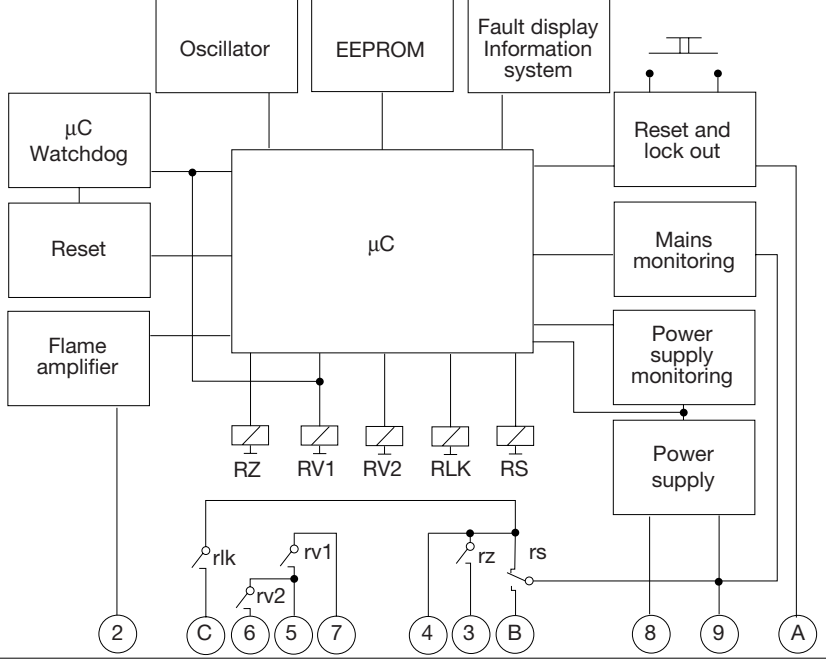 Oscillator
EEPROM
Fault display
Information
system
µC
Watchdog
Reset and
lock out
Reset
µC
Mains
monitoring
Flame
amplifier
Power
supply
monitoring
Power
supply
RZ
RV1
RV2
RLK
RS
rlk
rv1
rv2
rz
rs
2
C
6
5
7
4
3
B
8
9
A